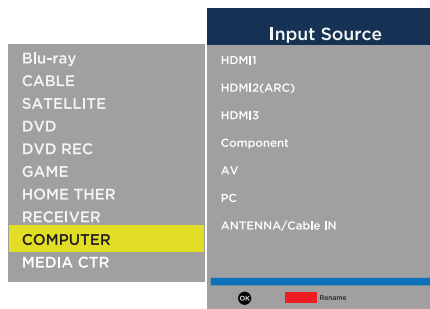 Blu-ray
CABLE
SATELLITE
DVD
DVD REC
GAME
HOME THER
RECEIVER
COMPUTER
MEDIA CTR
Input Source
HDMI1
HDMI2(ARC)
HDMI3
Component
AV
PC
ANTENNA/Cable IN
OK Rename